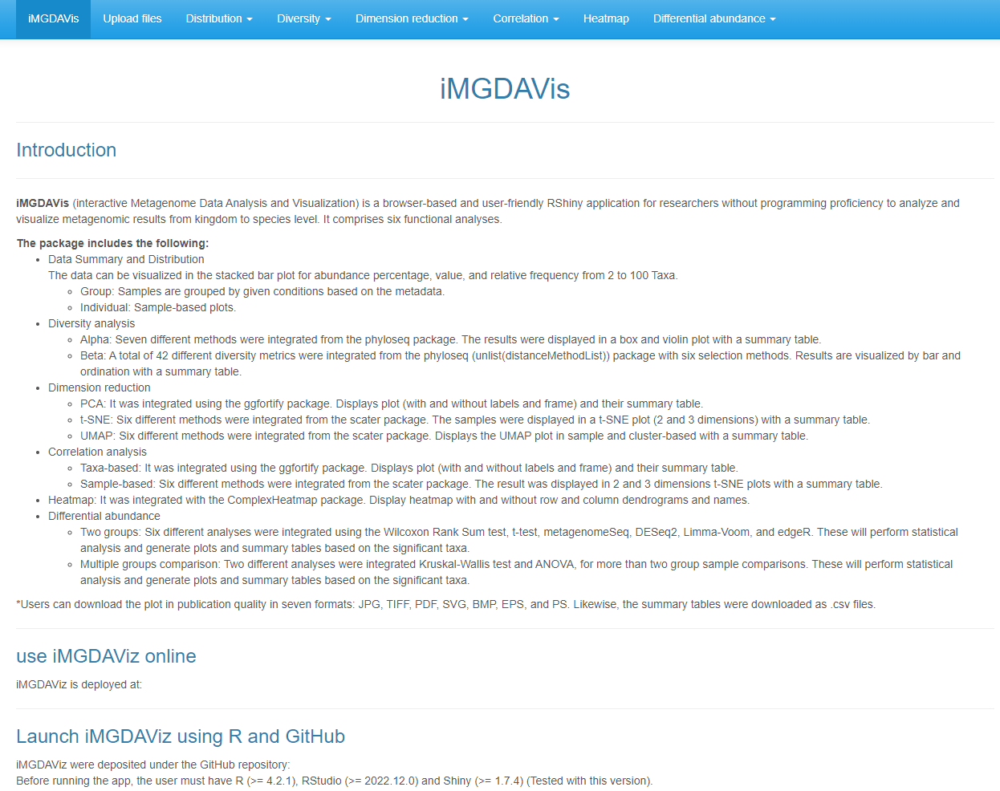 iMGDAVis Upload files Distribution Diversity Dimension reduction Correlation Heatmap Differential abundance
iMGDAVis
Introduction
iMGDAVis (interactive Metagenome Data Analysis and Visualization) is a browser-based and user-friendly RShiny application for researchers without programming proficiency to analyze and
visualize metagenomic results from kingdom to species level. It comprises six functional analyses.
The package includes the following:
• Data Summary and Distribution
The data can be visualized in the stacked bar plot for abundance percentage, value, and relative frequency from 2 to 100 Taxa.
◦ Group: Samples are grouped by given conditions based on the metadata.
◦ Individual: Sample-based plots.
• Diversity analysis
◦ Alpha: Seven different methods were integrated from the phyloseq package. The results were displayed in a box and violin plot with a summary table.
◦ Beta: A total of 42 different diversity metrics were integrated from the phyloseq (unlist(distanceMethodList)) package with six selection methods. Results are visualized by bar and
ordination with a summary table.
• Dimension reduction
◦ PCA: It was integrated using the ggfortify package. Displays plot (with and without labels and frame) and their summary table.
◦ t-SNE: Six different methods were integrated from the scater package. The samples were displayed in a t-SNE plot (2 and 3 dimensions) with a summary table.
◦ UMAP: Six different methods were integrated from the scater package. Displays the UMAP plot in sample and cluster-based with a summary table.
• Correlation analysis
◦ Taxa-based: It was integrated using the ggfortify package. Displays plot (with and without labels and frame) and their summary table.
◦ Sample-based: Six different methods were integrated from the scater package. The result was displayed in 2 and 3 dimensions t-SNE plots with a summary table.
• Heatmap: It was integrated with the ComplexHeatmap package. Display heatmap with and without row and column dendrograms and names.
• Differential abundance
◦ Two groups: Six different analyses were integrated using the Wilcoxon Rank Sum test, t-test, metagenomeSeq, DESeq2, Limma-Voom, and edgeR. These will perform statistical
analysis and generate plots and summary tables based on the significant taxa.
◦ Multiple groups comparison: Two different analyses were integrated Kruskal-Wallis test and ANOVA, for more than two group sample comparisons. These will perform statistical
analysis and generate plots and summary tables based on the significant taxa.
*Users can download the plot in publication quality in seven formats: JPG, TIFF, PDF, SVG, BMP, EPS, and PS. Likewise, the summary tables were downloaded as .csv files.
use iMGDAViz online
iMGDAViz is deployed at:
Launch iMGDAViz using R and GitHub
iMGDAViz were deposited under the GitHub repository:
Before running the app, the user must have R (>= 4.2.1), RStudio (>= 2022.12.0) and Shiny (>= 1.7.4) (Tested with this version).